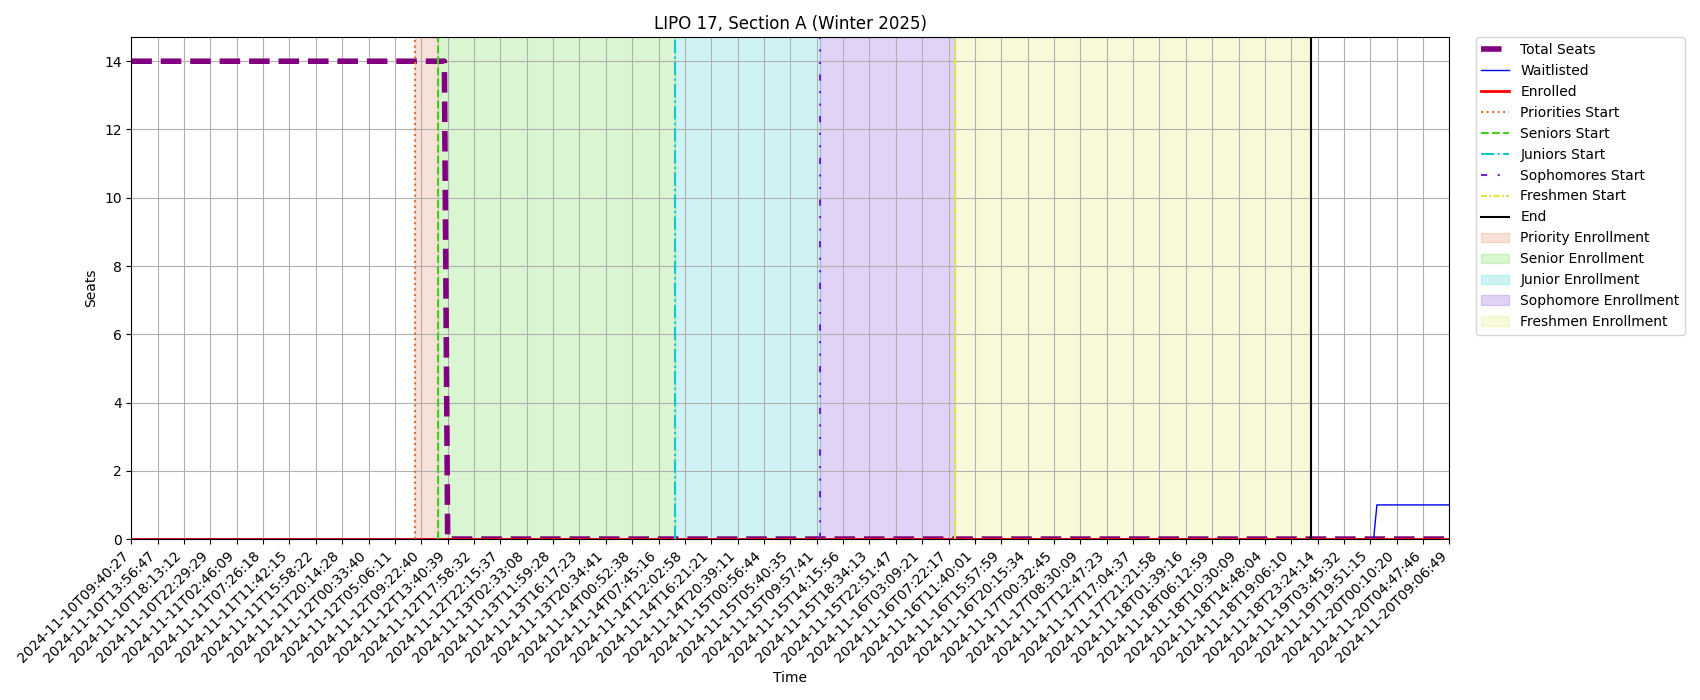 LIPO 17, Section A (Winter 2025)
Seats
14
12
10
8
6
4
2
0
2024-11-10T09:40:27
2024-11-10T13:56:47
2024-11-10T18:13:12
2024-11-10T22:29:29
2024-11-11T02:46:09
2024-11-11T07:26:18
2024-11-11T11:42:15
2024-11-11T15:58:22
2024-11-11T20:14:28
2024-11-12T00:33:40
2024-11-12T05:06:11
2024-11-12T09:22:40
2024-11-12T13:40:39
2024-11-12T17:58:32
2024-11-12T22:15:37
2024-11-13T02:33:08
2024-11-13T11:59:28
2024-11-13T16:17:23
2024-11-13T20:34:41
2024-11-14T00:52:38
2024-11-14T07:45:16
2024-11-14T12:02:58
2024-11-14T16:21:21
2024-11-14T20:39:11
2024-11-15T00:56:44
2024-11-15T05:40:35
2024-11-15T09:57:41
2024-11-15T14:15:56
2024-11-15T18:34:13
2024-11-15T22:51:47
2024-11-16T03:09:21
2024-11-16T07:22:17
2024-11-16T11:40:01
2024-11-16T15:57:59
2024-11-16T20:15:34
2024-11-17T00:32:45
2024-11-17T08:30:09
2024-11-17T12:47:23
2024-11-17T17:04:37
2024-11-17T21:21:58
2024-11-18T01:39:16
2024-11-18T06:12:59
2024-11-18T10:30:09
2024-11-18T14:48:04
2024-11-18T19:06:10
2024-11-18T23:24:14
2024-11-19T03:45:32
2024-11-19T19:51:15
2024-11-20T00:10:20
2024-11-20T04:47:46
2024-11-20T09:06:49
Time
Total Seats
Waitlisted
Enrolled
Priorities Start
Seniors Start
Juniors Start
Sophomores Start
Freshmen Start
End
Priority Enrollment
Senior Enrollment
Junior Enrollment
Sophomore Enrollment
Freshmen Enrollment